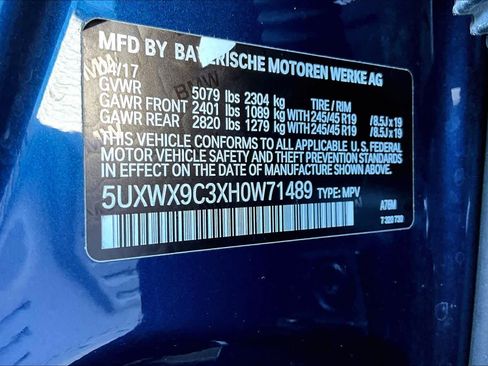 MFD BY BAYERISCHE MOTOREN WERKE AG
04/17
GVWR 5079 lbs 2304 kg TIRE / RIM
GAWR FRONT 2401 lbs 1089 kg WITH 245/45 R19 /8.5J x 19
GAWR REAR 2820 lbs 1279 kg WITH 245/45 R19 /8.5J x 19
THIS VEHICLE CONFORMS TO ALL APPLICABLE U.S. FEDERAL
MOTOR VEHICLE SAFETY, BUMPER, AND THEFT PREVENTION
STANDARDS IN EFFECT ON THE DATE OF MANUFACTURE SHOWN ABOVE.
5UXWX9C3XH0W71489 TYPE: MPV
A76M
BMW